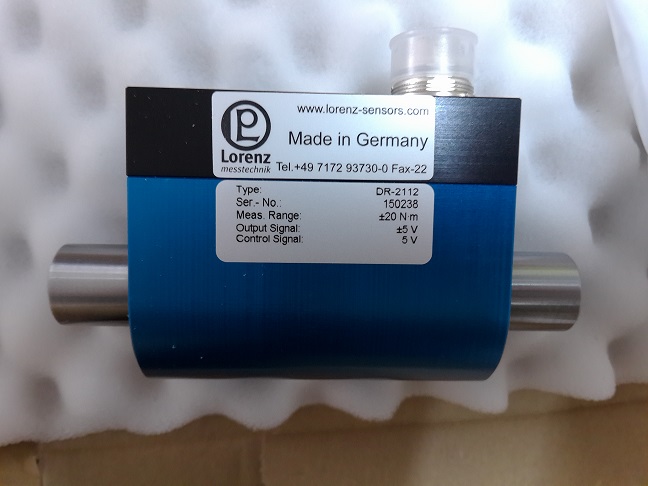 www.lorenz-sensors.com
Made in Germany
Lorenz
messtechnik
Tel.+49 7172 93730-0 Fax-22
Type: DR-2112
Ser.- No.: 150238
Meas. Range: ±20 N·m
Output Signal: ±5 V
Control Signal: 5 V